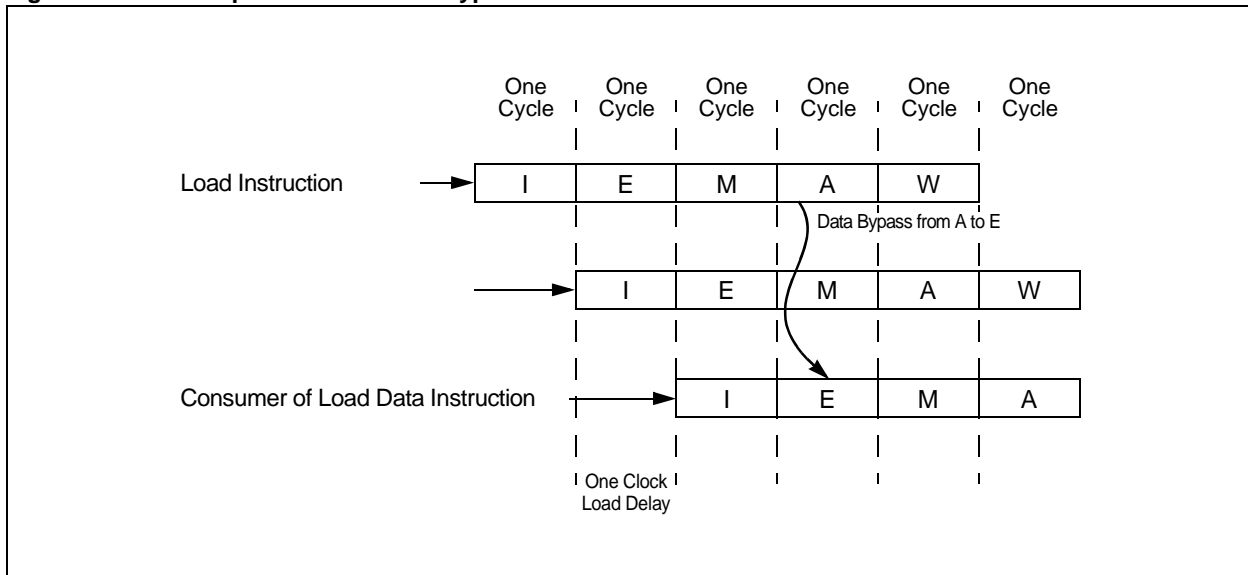 One One One One One One
Cycle Cycle Cycle Cycle Cycle Cycle
Load Instruction I E M A W
Data Bypass from A to E
I E M A W
Consumer of Load Data Instruction I E M A
One Clock
Load Delay